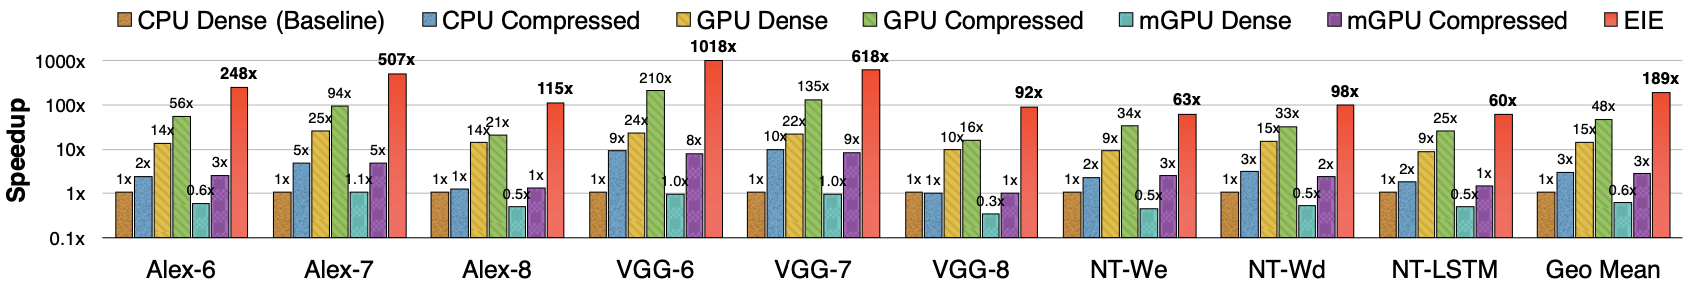 CPU Dense (Baseline) CPU Compressed GPU Dense GPU Compressed mGPU Dense mGPU Compressed EIE
Speedup
1000x
100x
10x
1x
0.1x
1x 2x 14x 56x 0.6x 3x 248x
1x 5x 25x 94x 1.1x 5x 507x
1x 1x 14x 21x 0.5x 1x 115x
1x 9x 24x 210x 1.0x 8x 1018x
1x 10x 22x 135x 1.0x 9x 618x
1x 1x 10x 16x 0.3x 1x 92x
1x 2x 9x 34x 0.5x 3x 63x
1x 3x 15x 33x 0.5x 2x 98x
1x 2x 9x 25x 0.5x 1x 60x
1x 3x 15x 48x 0.6x 3x 189x
Alex-6 Alex-7 Alex-8 VGG-6 VGG-7 VGG-8 NT-We NT-Wd NT-LSTM Geo Mean